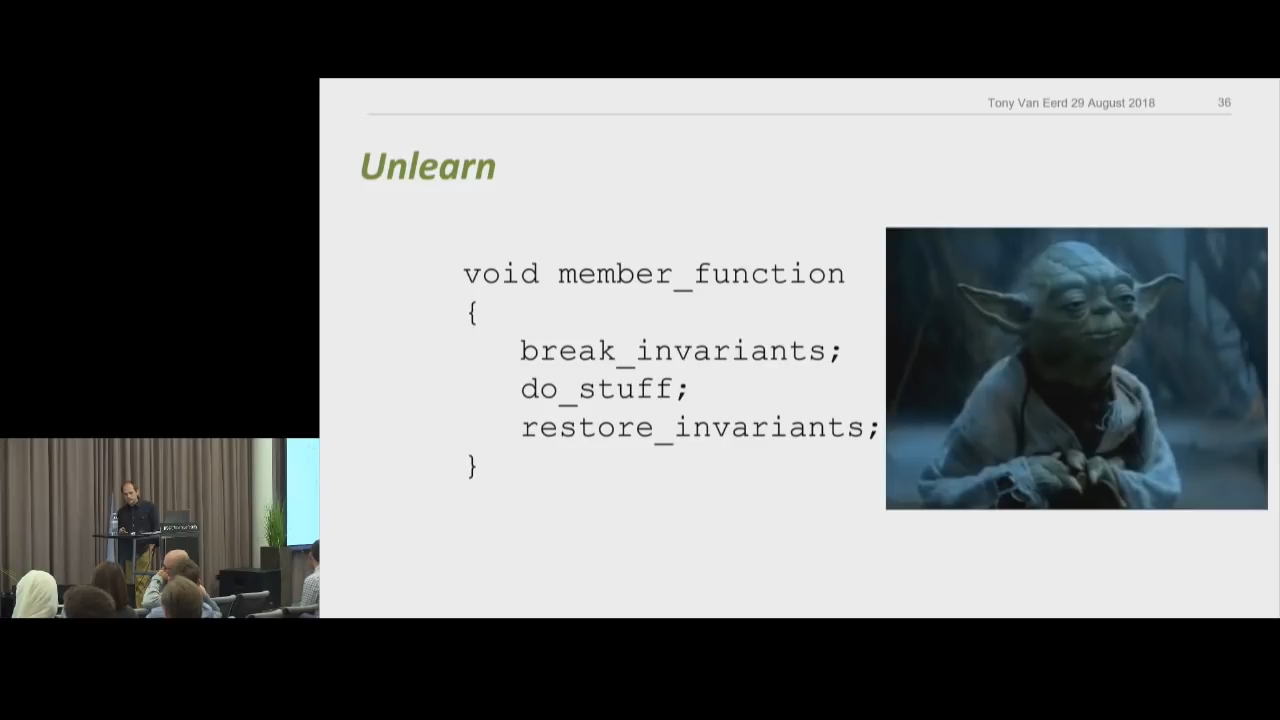 Tony Van Eerd 29 August 2018 36
Unlearn
void member_function
{
break_invariants;
do_stuff;
restore_invariants;
}